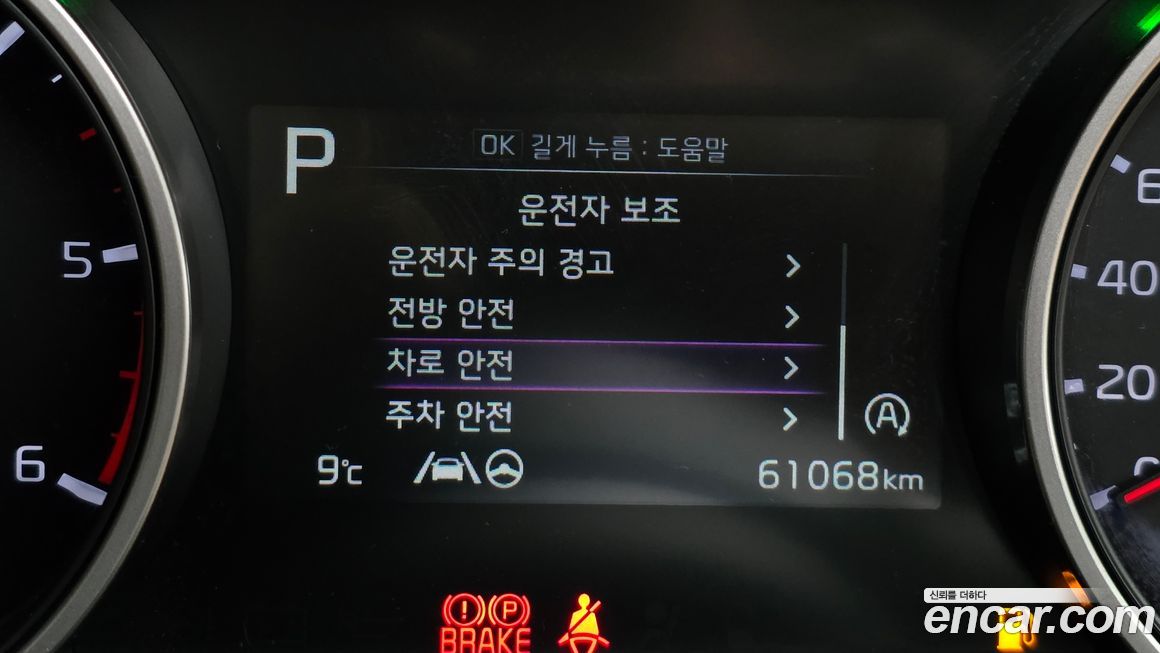 P
OK 길게 누름 : 도움말
운전자 보조
운전자 주의 경고
전방 안전
차로 안전
주차 안전
A
9℃
61068km
5
6
6
40
20
0
P
BRAKE
신뢰를 더하다
encar.com